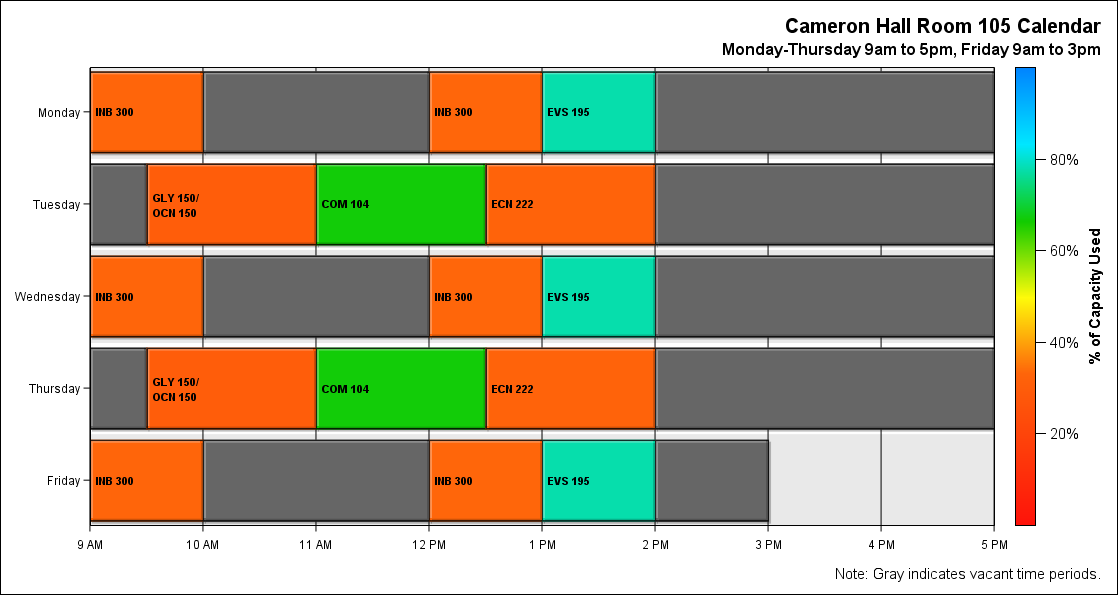 Cameron Hall Room 105 Calendar
Monday-Thursday 9am to 5pm, Friday 9am to 3pm
Monday
INB 300
INB 300
EVS 195
Tuesday
GLY 150/
OCN 150
COM 104
ECN 222
Wednesday
INB 300
INB 300
EVS 195
Thursday
GLY 150/
OCN 150
COM 104
ECN 222
Friday
INB 300
INB 300
EVS 195
9 AM 10 AM 11 AM 12 PM 1 PM 2 PM 3 PM 4 PM 5 PM
80%
60%
40%
20%
% of Capacity Used
Note: Gray indicates vacant time periods.